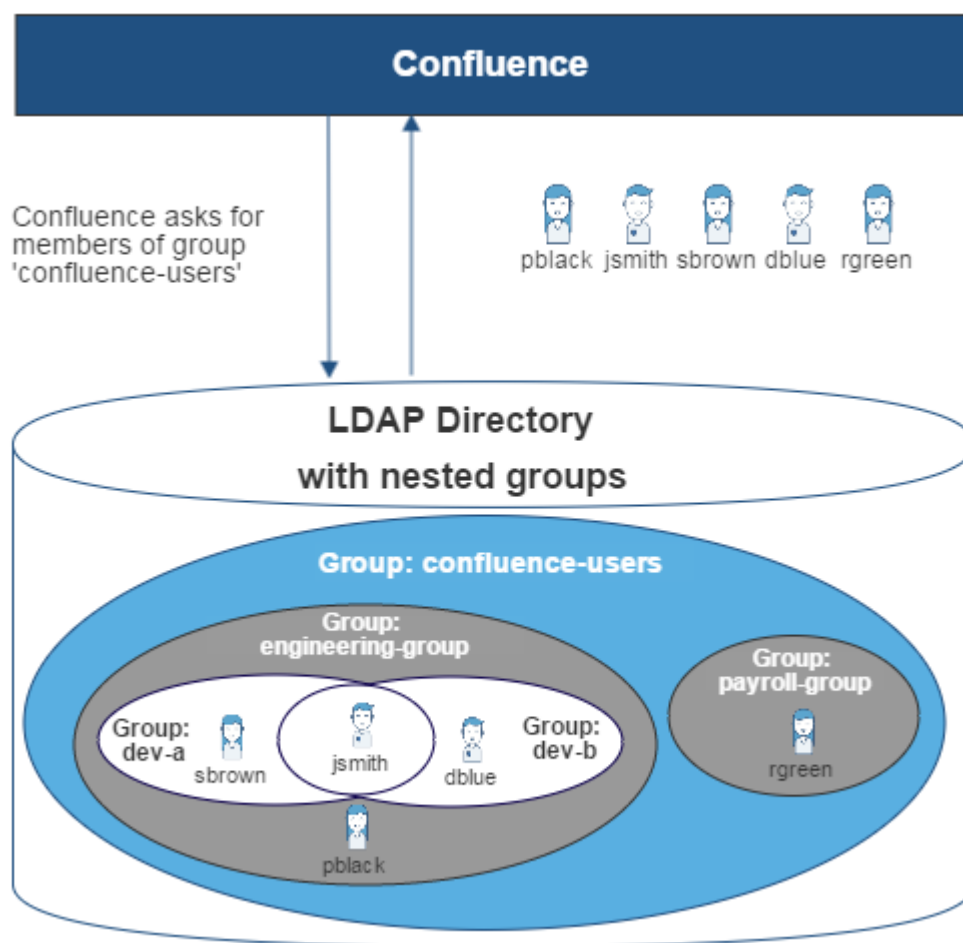 Confluence
Confluence asks for
members of group
'confluence-users'
pblack jsmith sbrown dblue rgreen
LDAP Directory
with nested groups
Group: confluence-users
Group:
engineering-group
Group:
payroll-group
Group:
dev-a
sbrown
jsmith
dblue
Group:
dev-b
rgreen
pblack